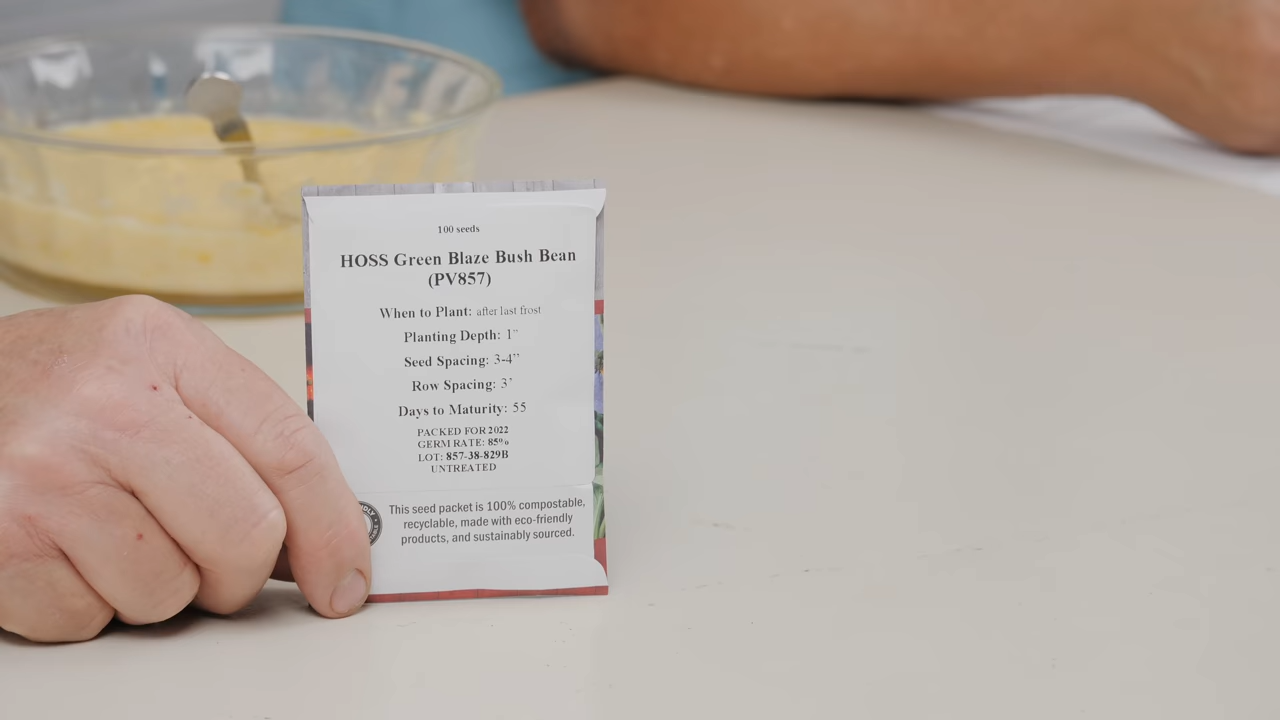 100 seeds
HOSS Green Blaze Bush Bean
(PV857)
When to Plant: after last frost
Planting Depth: 1"
Seed Spacing: 3-4"
Row Spacing: 3'
Days to Maturity: 55
PACKED FOR 2022
GERM RATE: 85%
LOT: 857-38-829B
UNTREATED
This seed packet is 100% compostable,
recyclable, made with eco-friendly
products, and sustainably sourced.